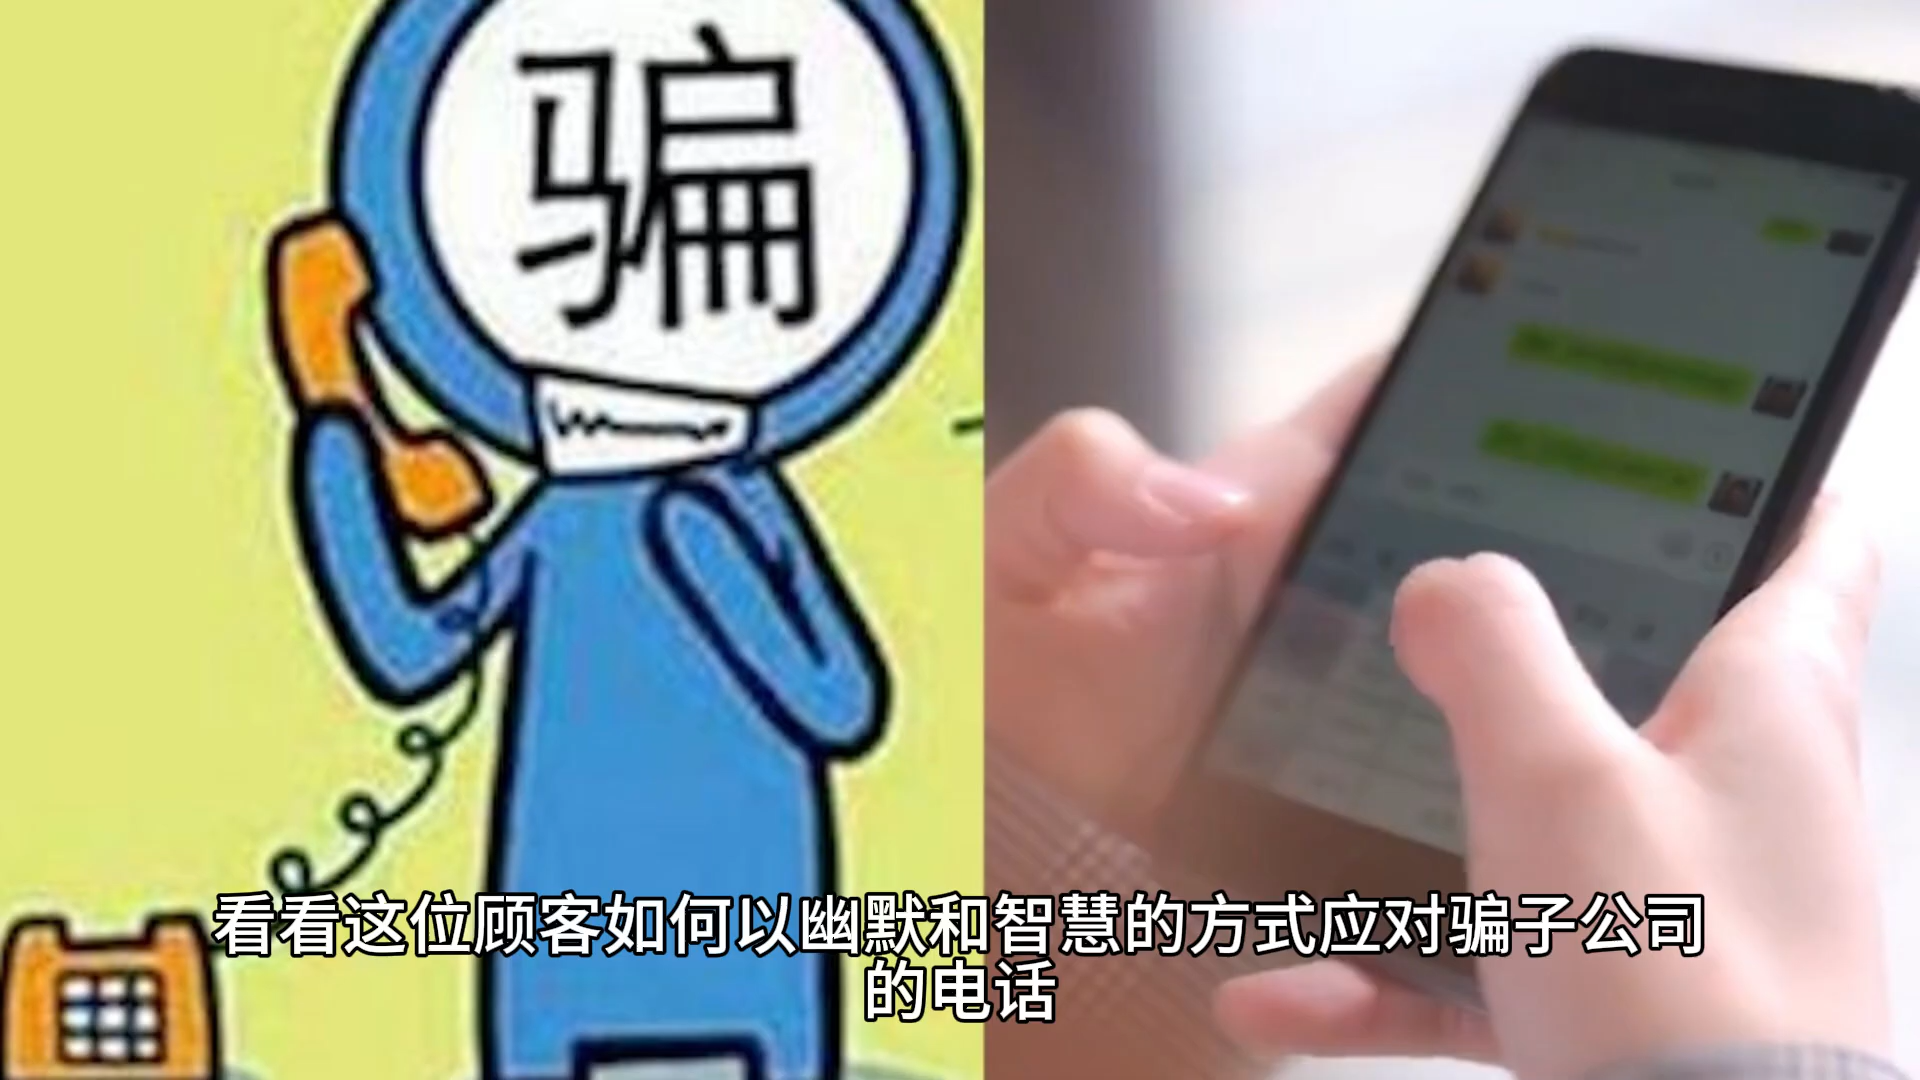 骗
看看这位顾客如何以幽默和智慧的方式应对骗子公司
的电话